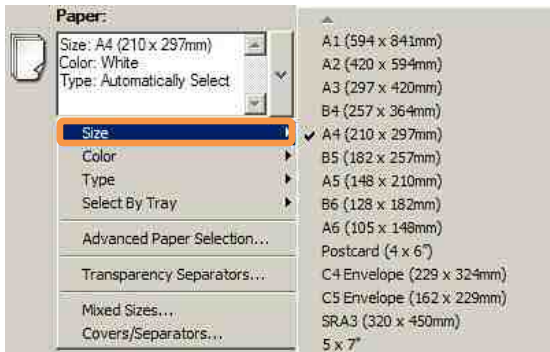 Paper:
Size: A4 (210 x 297mm)
Color: White
Type: Automatically Select
Size
Color
Type
Select By Tray
Advanced Paper Selection...
Transparency Separators...
Mixed Sizes...
Covers/Separators...
A1 (594 x 841mm)
A2 (420 x 594mm)
A3 (297 x 420mm)
B4 (257 x 364mm)
A4 (210 x 297mm)
B5 (182 x 257mm)
A5 (148 x 210mm)
B6 (128 x 182mm)
A6 (105 x 148mm)
Postcard (4 x 6")
C4 Envelope (229 x 324mm)
C5 Envelope (162 x 229mm)
SRA3 (320 x 450mm)
5 x 7"